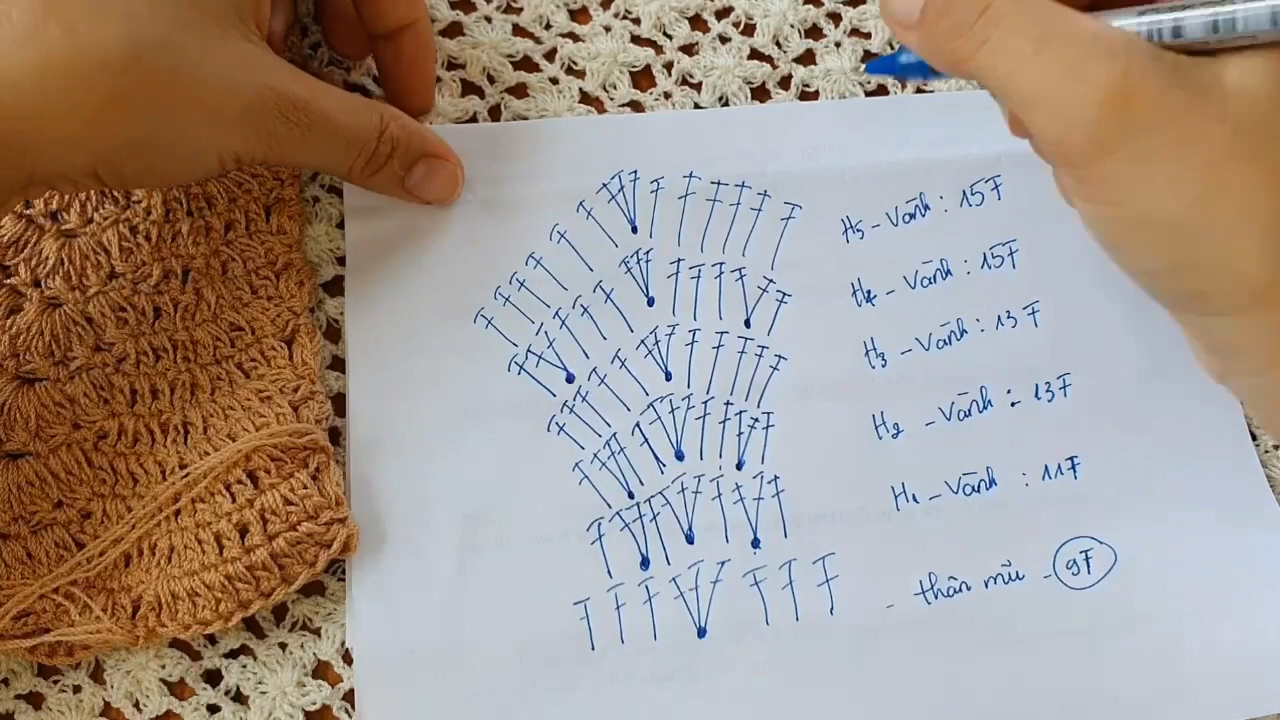 H5 - Vành : 15F
H4 - Vành : 15F
H3 - Vành : 13F
H2 - Vành : 13F
H1 - Vành : 11F
- thân mũ - 9F